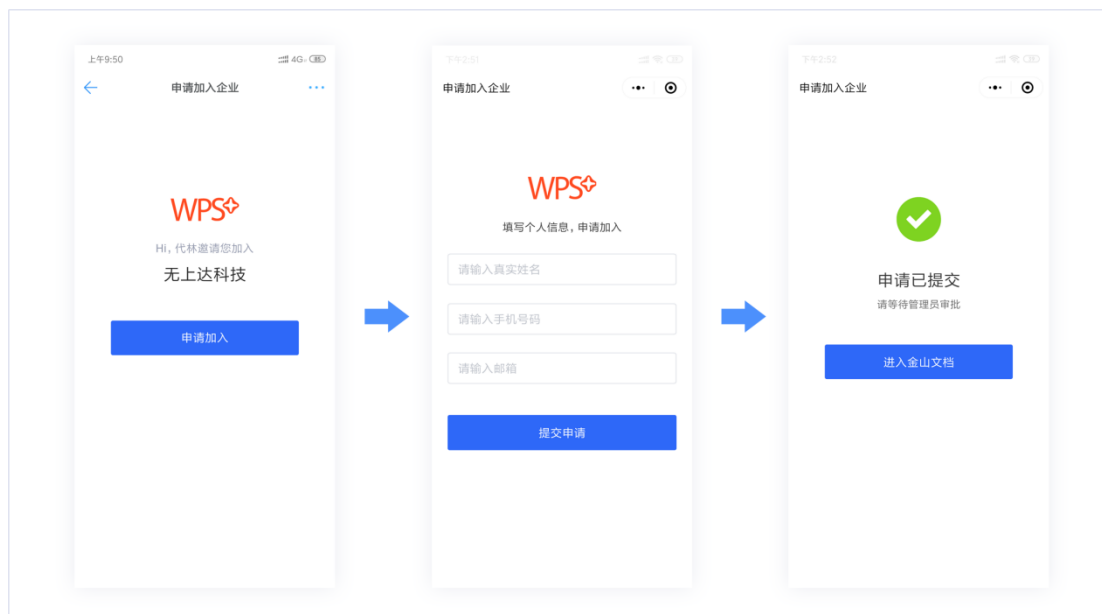 上午9:50
4G
85
申请加入企业
WPS
Hi, 代林邀请您加入
无上达科技
申请加入
下午2:51
申请加入企业
WPS
填写个人信息, 申请加入
请输入真实姓名
请输入手机号码
请输入邮箱
提交申请
下午2:52
申请加入企业
申请已提交
请等待管理员审批
进入金山文档